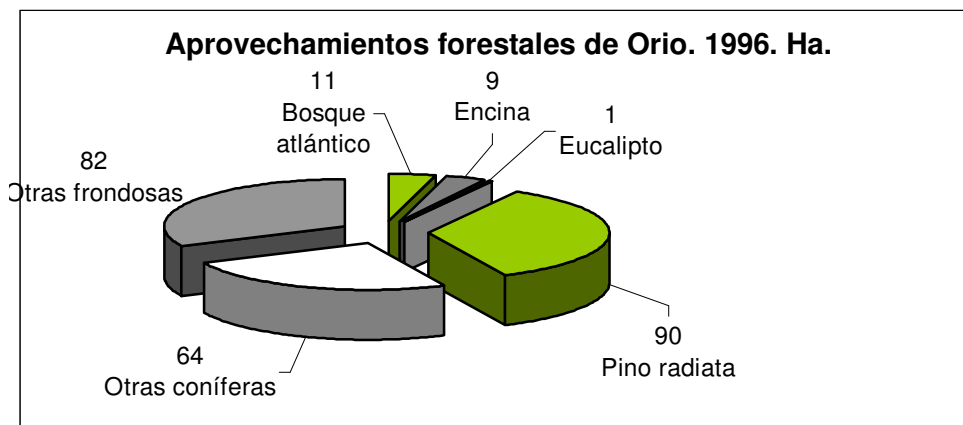 Aprovechamientos forestales de Orio. 1996. Ha.
11
Bosque
atlántico
9
Encina
1
Eucalipto
82
Otras frondosas
90
Pino radiata
64
Otras coníferas